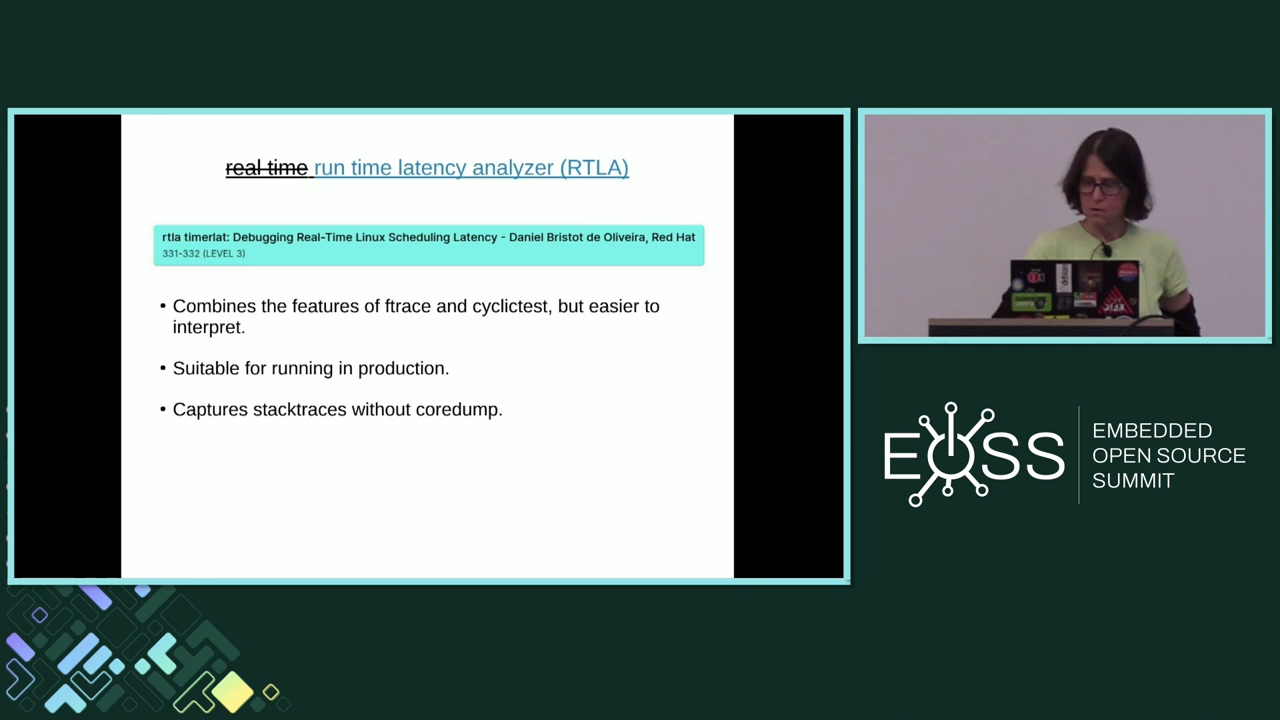 real time run time latency analyzer (RTLA)
rtla timerlat: Debugging Real-Time Linux Scheduling Latency - Daniel Bristot de Oliveira, Red Hat
331-332 (LEVEL 3)
• Combines the features of ftrace and cyclictest, but easier to
interpret.
• Suitable for running in production.
• Captures stacktraces without coredump.
EOSS
EMBEDDED
OPEN SOURCE
SUMMIT